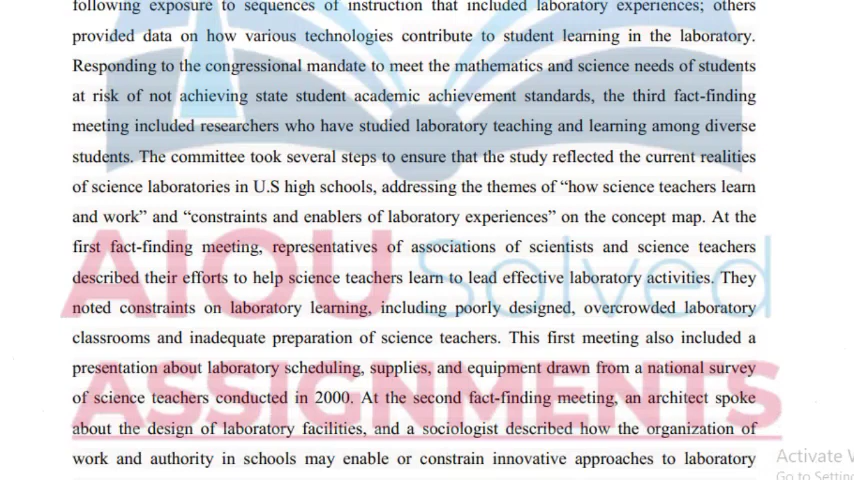 following exposure to sequences of instruction that included laboratory experiences; others
provided data on how various technologies contribute to student learning in the laboratory.
Responding to the congressional mandate to meet the mathematics and science needs of students
at risk of not achieving state student academic achievement standards, the third fact-finding
meeting included researchers who have studied laboratory teaching and learning among diverse
students. The committee took several steps to ensure that the study reflected the current realities
of science laboratories in U.S high schools, addressing the themes of “how science teachers learn
and work” and “constraints and enablers of laboratory experiences” on the concept map. At the
first fact-finding meeting, representatives of associations of scientists and science teachers
described their efforts to help science teachers learn to lead effective laboratory activities. They
noted constraints on laboratory learning, including poorly designed, overcrowded laboratory
classrooms and inadequate preparation of science teachers. This first meeting also included a
presentation about laboratory scheduling, supplies, and equipment drawn from a national survey
of science teachers conducted in 2000. At the second fact-finding meeting, an architect spoke
about the design of laboratory facilities, and a sociologist described how the organization of
work and authority in schools may enable or constrain innovative approaches to laboratory
AIOU Solved
ASSIGNMENTS
Activate
Go to